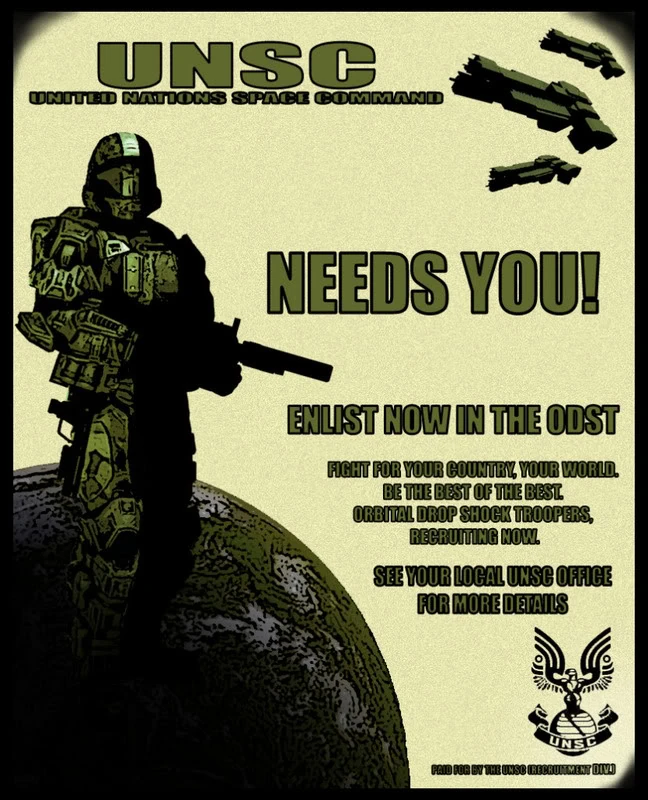 UNSC
UNITED NATIONS SPACE COMMAND
NEEDS YOU!
ENLIST NOW IN THE ODST
FIGHT FOR YOUR COUNTRY, YOUR WORLD.
BE THE BEST OF THE BEST.
ORBITAL DROP SHOCK TROOPERS,
RECRUITING NOW.
SEE YOUR LOCAL UNSC OFFICE
FOR MORE DETAILS
UNSC
PAID FOR BY THE UNSC (RECRUITMENT DIV.)